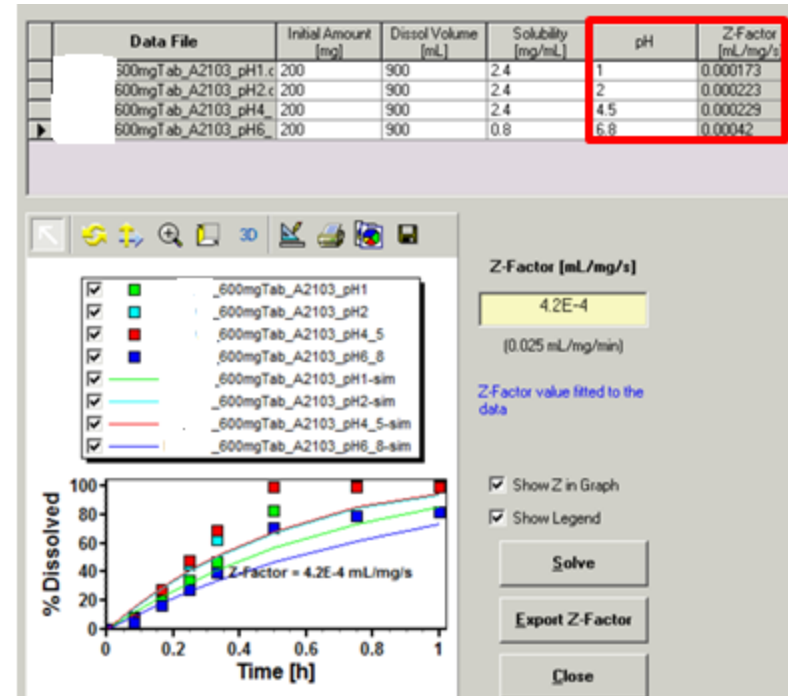 Data File Initial Amount [mg] Dissol Volume [mL] Solubility [mg/mL] pH Z-Factor [mL/mg/s]
600mgTab_A2103_pH1.c 200 900 2.4 1 0.000173
600mgTab_A2103_pH2.c 200 900 2.4 2 0.000223
600mgTab_A2103_pH4_ 200 900 2.4 4.5 0.000229
600mgTab_A2103_pH6_ 200 900 0.8 6.8 0.00042
3D
_600mgTab_A2103_pH1
_600mgTab_A2103_pH2
_600mgTab_A2103_pH4_5
_600mgTab_A2103_pH6_8
_600mgTab_A2103_pH1-sim
_600mgTab_A2103_pH2-sim
_600mgTab_A2103_pH4_5-sim
_600mgTab_A2103_pH6_8-sim
Z-Factor [mL/mg/s]
4.2E-4
(0.025 mL/mg/min)
Z-Factor value fitted to the
data
Show Z in Graph
Show Legend
Solve
Export Z-Factor
Close
% Dissolved
100
80
60
40
20
0
Z-Factor = 4.2E-4 mL/mg/s
0 0.2 0.4 0.6 0.8 1
Time [h]